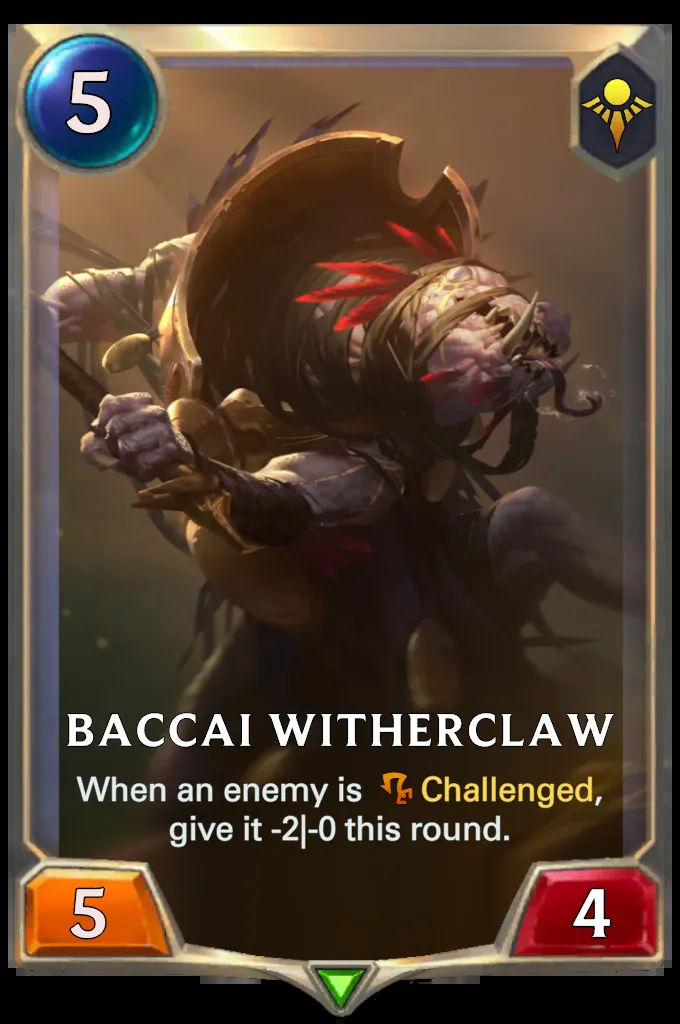 5
BACCAI WITHERCLAW
When an enemy is Challenged,
give it -2|-0 this round.
5 4